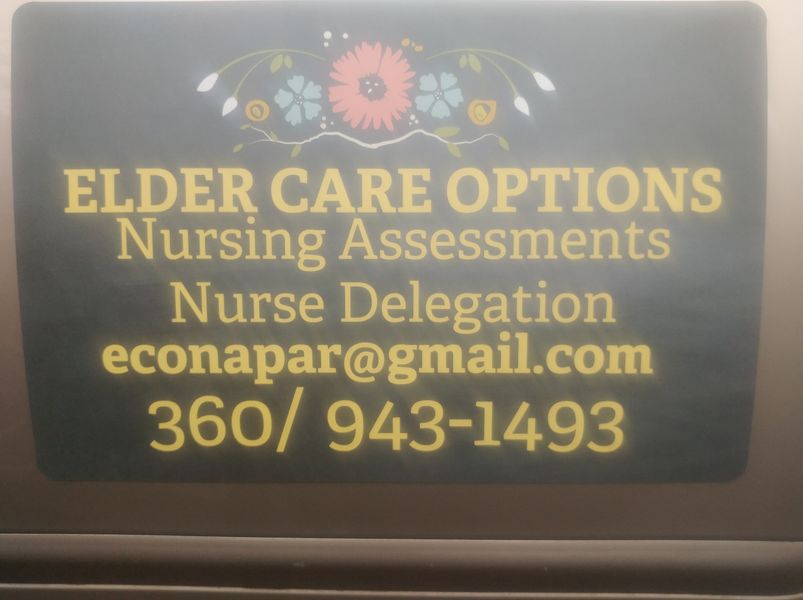 ELDER CARE OPTIONS
Nursing Assessments
Nurse Delegation
econapar@gmail.com
360/ 943-1493